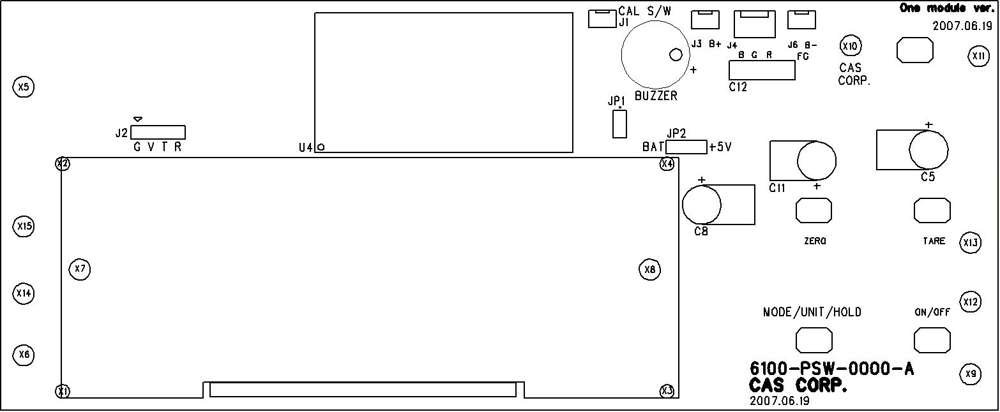 One module ver.
2007.06.19
CAL S/W
J1
J3 B+ J4 J6 B-
B G R FG
X10
X11
CAS
CORP.
C12
+
BUZZER
X5
JP1
J2
G V T R
U4
JP2
BAT +5V
+
C5
X2
X4
+
C11
+
C8
X15
ZERO
TARE
X13
X7
X8
X14
X12
MODE/UNIT/HOLD
ON/OFF
X6
6100-PSW-0000-A
CAS CORP.
2007.06.19
X9
X1
X3